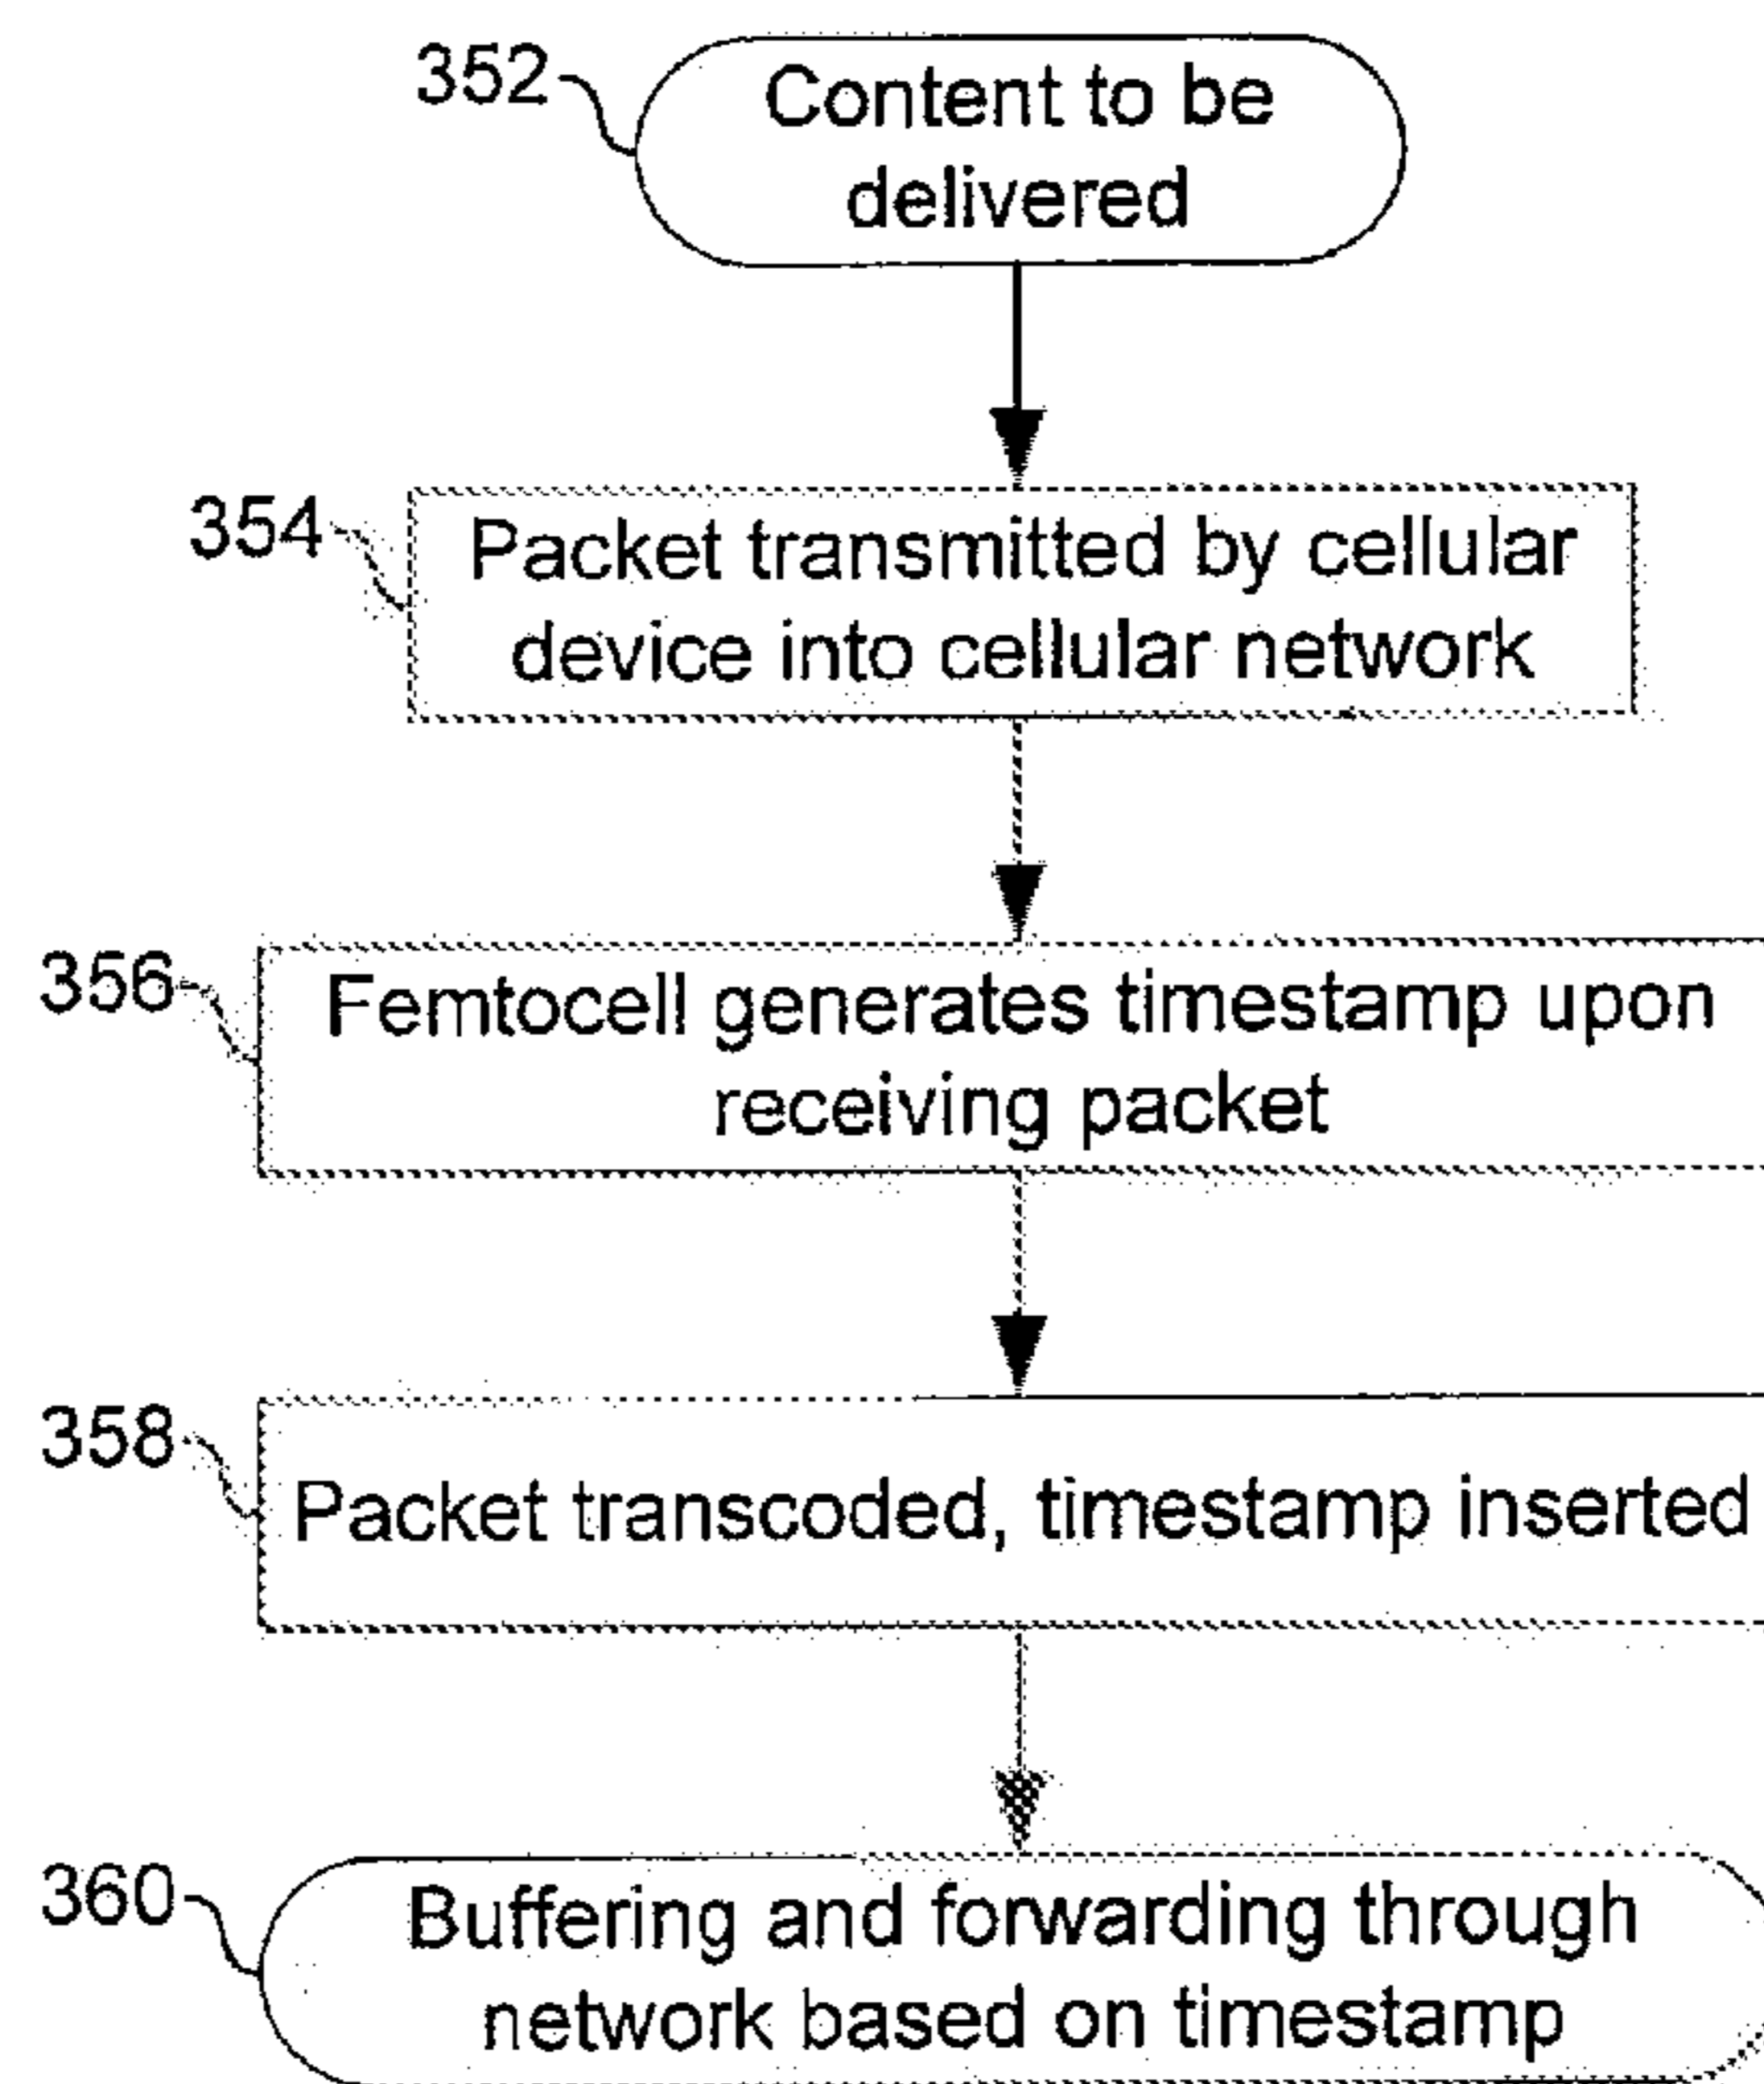 352
Content to be
delivered
354
Packet transmitted by cellular
device into cellular network
356
Femtocell generates timestamp upon
receiving packet
358
Packet transcoded, timestamp inserted
360
Buffering and forwarding through
network based on timestamp